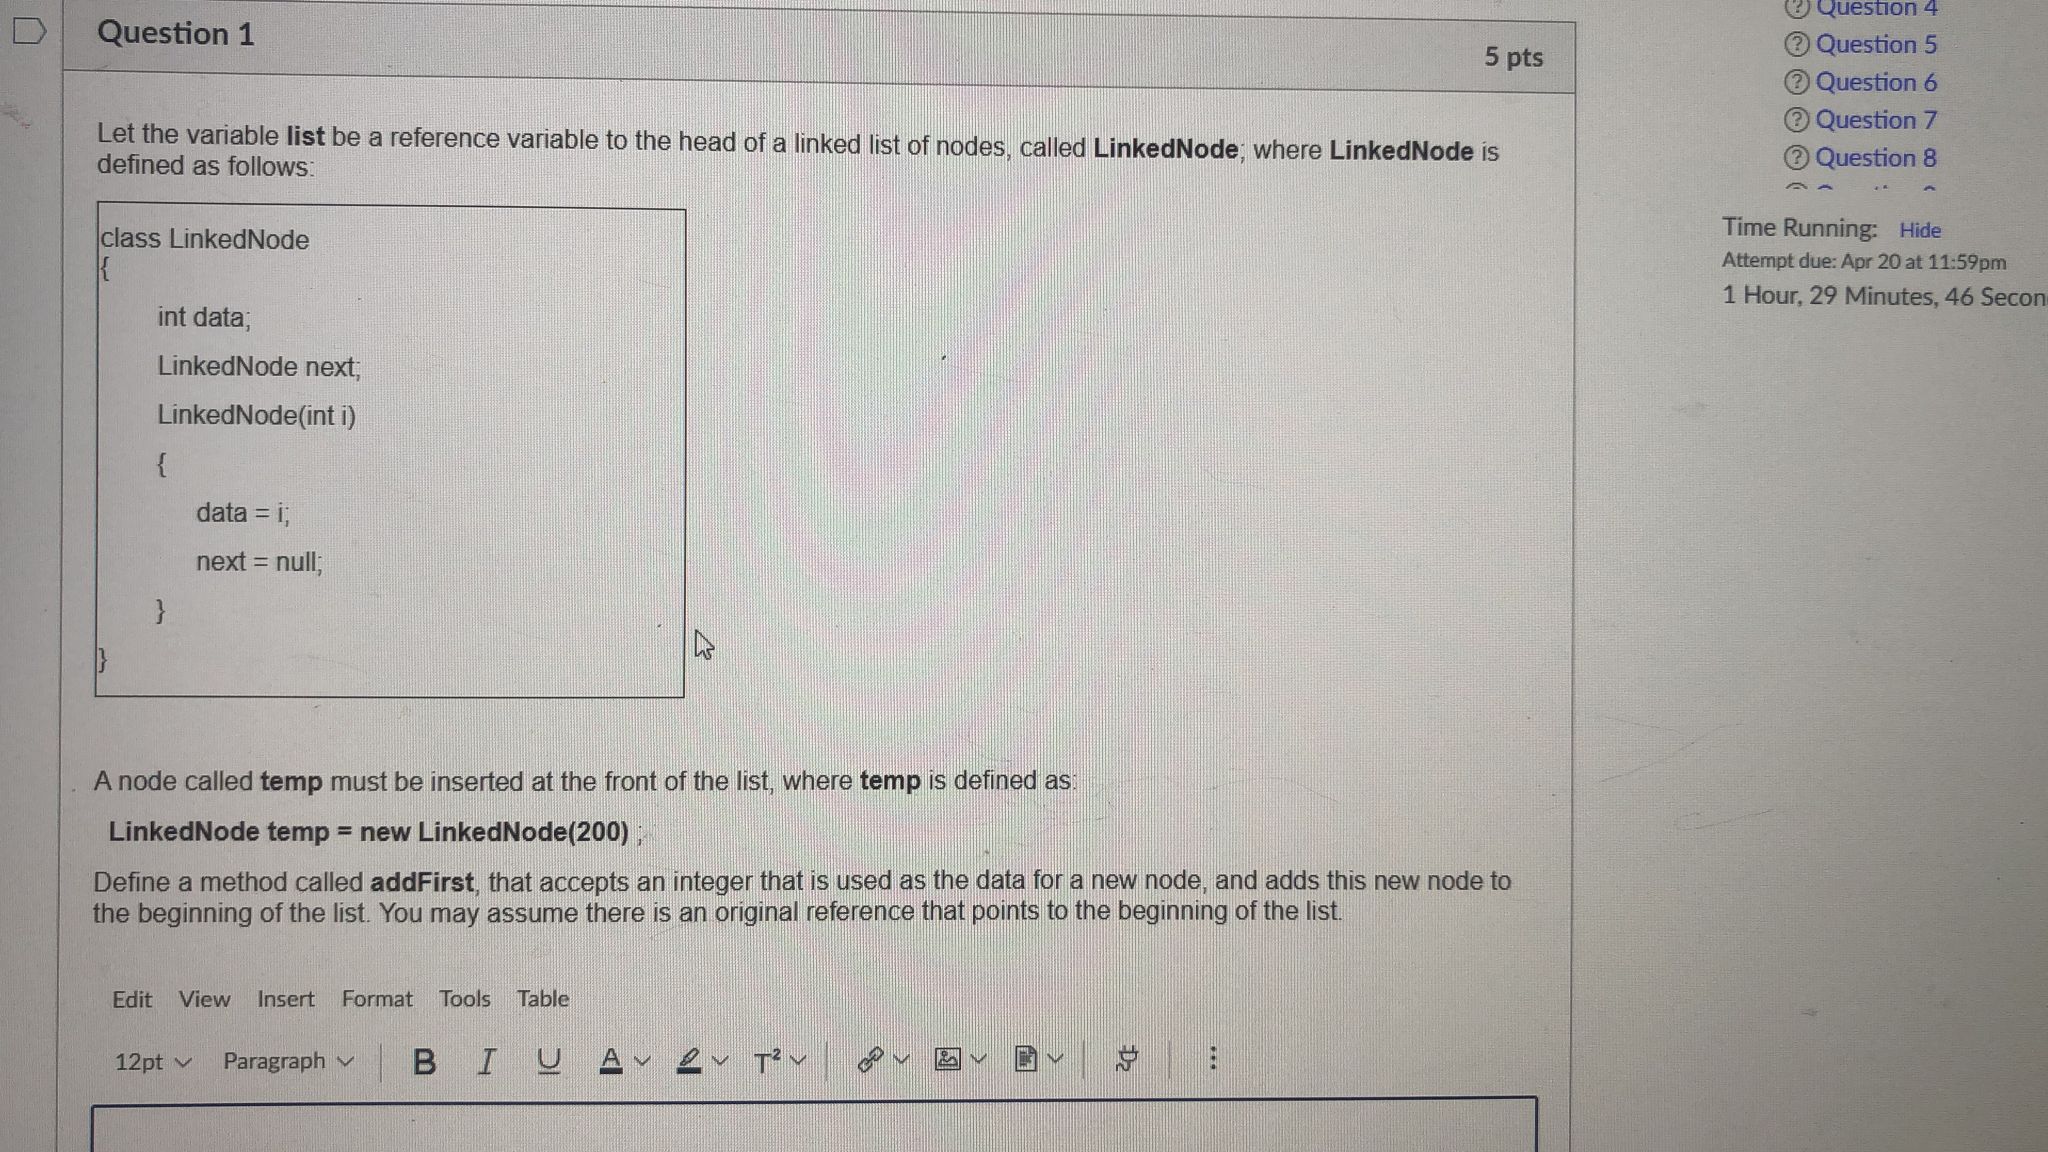 Question 1
5 pts
Let the variable list be a reference variable to the head of a linked list of nodes, called LinkedNode; where LinkedNode is
defined as follows:
class LinkedNode
{
int data;
LinkedNode next;
LinkedNode(int i)
{
data = i;
next = null;
}
}
A node called temp must be inserted at the front of the list, where temp is defined as:
LinkedNode temp = new LinkedNode(200) ;
Define a method called addFirst, that accepts an integer that is used as the data for a new node, and adds this new node to
the beginning of the list. You may assume there is an original reference that points to the beginning of the list.
Edit View Insert Format Tools Table
12pt Paragraph B I U A T²
Question 4
Question 5
Question 6
Question 7
Question 8
Time Running: Hide
Attempt due: Apr 20 at 11:59pm
1 Hour, 29 Minutes, 46 Secon